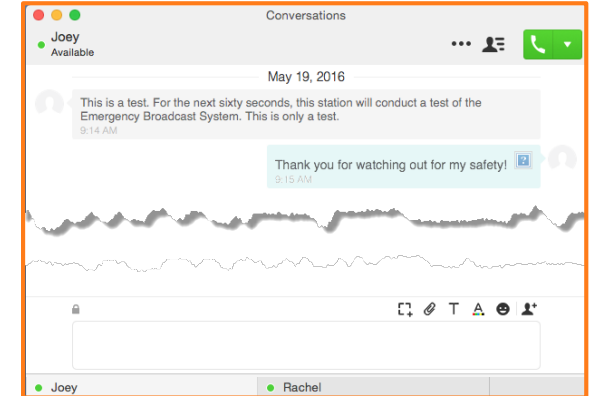 Conversations
Joey
Available
May 19, 2016
This is a test. For the next sixty seconds, this station will conduct a test of the
Emergency Broadcast System. This is only a test.
9:14 AM
Thank you for watching out for my safety!
9:15 AM
T A
Joey
Rachel